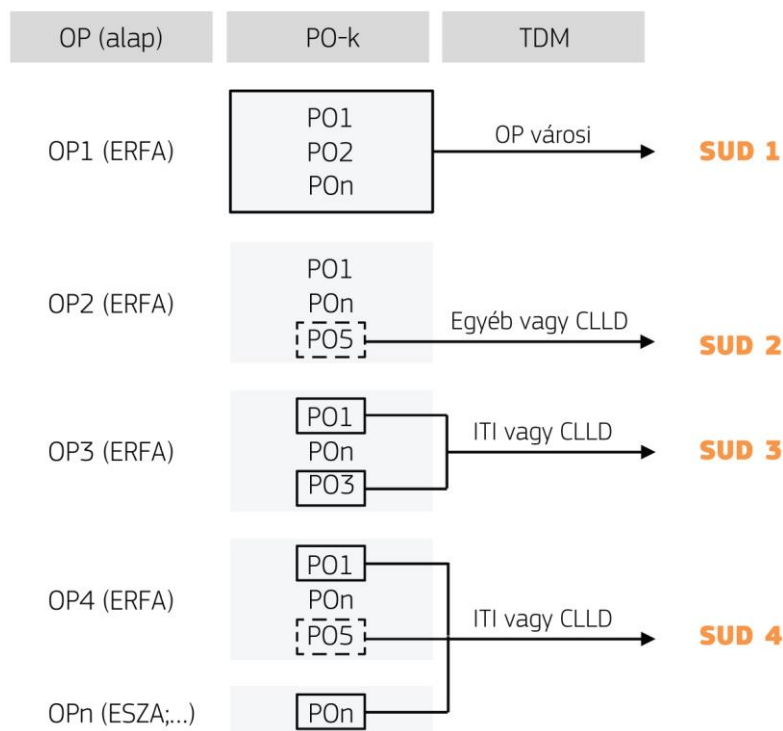 OP (alap) PO-k TDM
OP1 (ERFA)
PO1
PO2
POn
OP városi
SUD 1
OP2 (ERFA)
PO1
POn
PO5
Egyéb vagy CLLD
SUD 2
OP3 (ERFA)
PO1
POn
PO3
ITI vagy CLLD
SUD 3
OP4 (ERFA)
PO1
POn
PO5
ITI vagy CLLD
SUD 4
OPn (ESZA;...)
POn